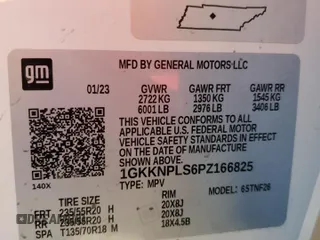 MFD BY GENERAL MOTORS LLC
gm
01/23 GVWR GAWR FRT GAWR RR
2722 KG 1350 KG 1545 KG
6001 LB 2976 LB 3406 LB
THIS VEHICLE CONFORMS TO ALL
APPLICABLE U.S. FEDERAL MOTOR
VEHICLE SAFETY STANDARDS IN
EFFECT ON THE DATE OF
MANUFACTURE SHOWN ABOVE.
1GKKNPLS6PZ166825
140X TYPE: MPV
MODEL: 6STNF26
TIRE SIZE RIM
FRT 235/55R20 H 20X8J
RR 235/55R20 H 20X8J
SPA T135/70R18 M 18X4.5B